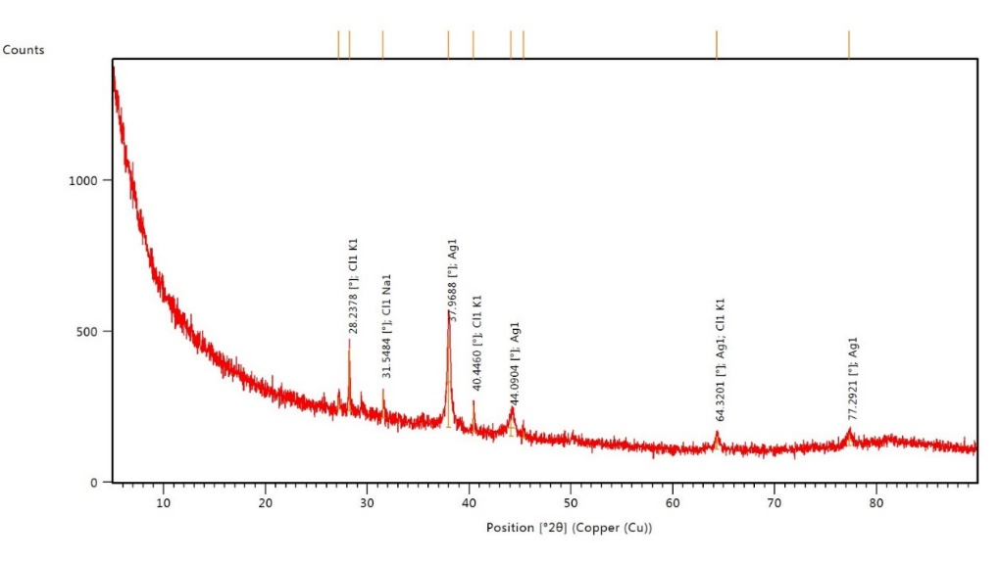 Counts
1000
500
0
28.2378 [°]; Cl1 K1
31.5484 [°]; Cl1 Na1
37.9688 [°]; Ag1
40.4460 [°]; Cl1 K1
44.0904 [°]; Ag1
64.3201 [°]; Ag1; Cl1 K1
77.2921 [°]; Ag1
10 20 30 40 50 60 70 80
Position [°2θ] (Copper (Cu))